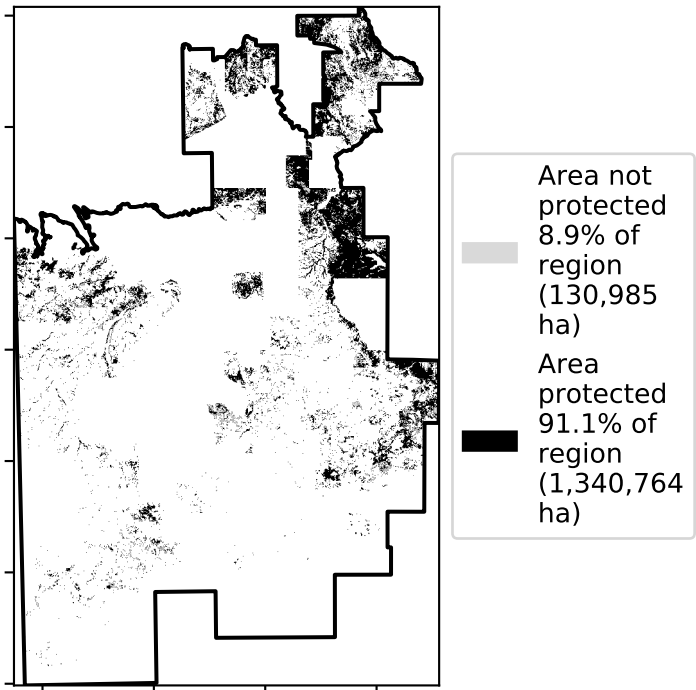 Area not
protected
8.9% of
region
(130,985
ha)
Area
protected
91.1% of
region
(1,340,764
ha)